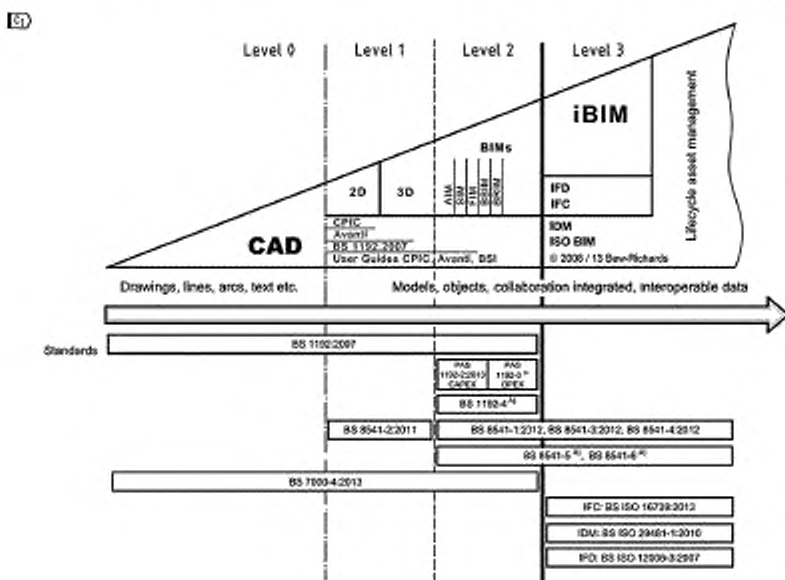 Level 0 Level 1 Level 2 Level 3
iBIM
BIMs
2D 3D
AIM
SIM
FIM
BSIM
BRIM
IFD
IFC
Lifecycle asset management
CAD
CPIC
Avanti
BS 1192:2007
User Guides CPIC, Avanti, BSI
IDM
ISO BIM
© 2008 / 13 Bew-Richards
Drawings, lines, arcs, text etc. Models, objects, collaboration integrated, interoperable data
Standards
BS 1192:2007
PAS
1192-2:2013
CAPEX
PAS
1192-3
OPEX
BS 1192-4
BS 8541-2:2011
BS 8541-1:2012, BS 8541-3:2012, BS 8541-4:2012
BS 8541-5 , BS 8541-6
BS 7000-4:2013
IFC: BS ISO 16739:2013
IDM: BS ISO 29481-1:2010
IFD: BS ISO 12006-3:2007